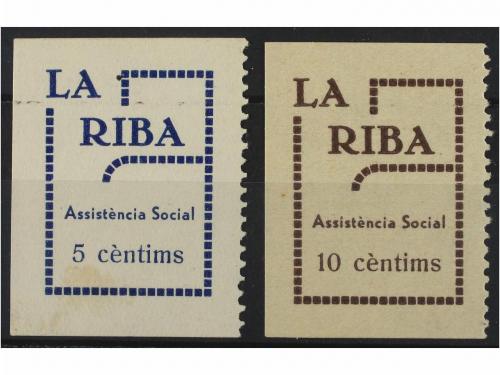 LA
RIBA
Assistència Social
5 cèntims
LA
RIBA
Assistència Social
10 cèntims